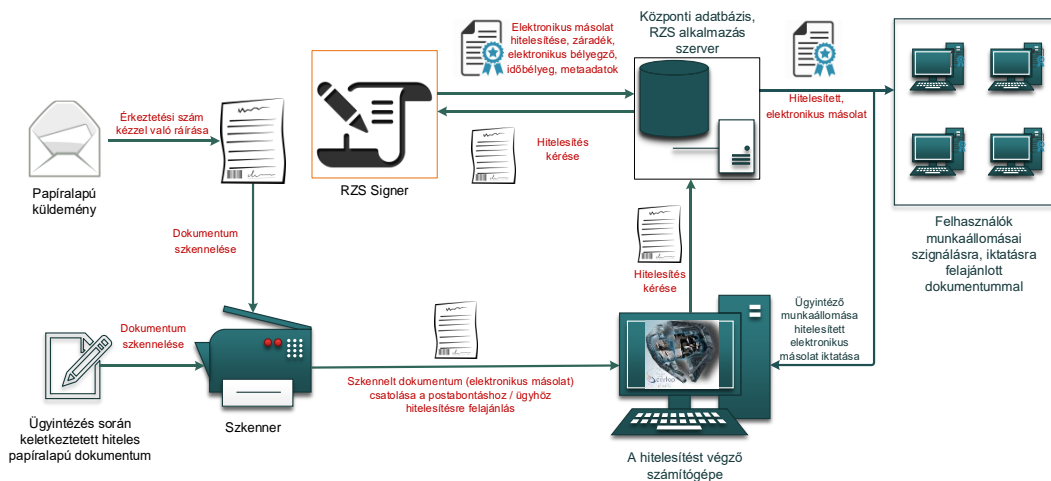 Elektronikus másolat
hitelesítése, záradék,
elektronikus bélyegző,
időbélyeg, metaadatok
Központi adatbázis,
RZS alkalmazás
szerver
Érkeztetési szám
kézzel való ráírása
Hitelesítés
kérése
Hitelesített,
elektronikus másolat
Papíralapú
küldemény
RZS Signer
Dokumentum
szkennelése
Hitelesítés
kérése
Felhasználók
munkaállomásai
szignálásra, iktatásra
felajánlott
dokumentummal
Ügyintéző
munkaállomása
hitelesített
elektronikus
másolat iktatása
Dokumentum
szkennelése
Szkennelt dokumentum (elektronikus másolat)
csatolása a postabontáshoz / ügyhöz
hitelesítésre felajánlás
Ügyintézés során
keletkeztetett hiteles
papíralapú dokumentum
Szkenner
A hitelesítést végző
számítógépe